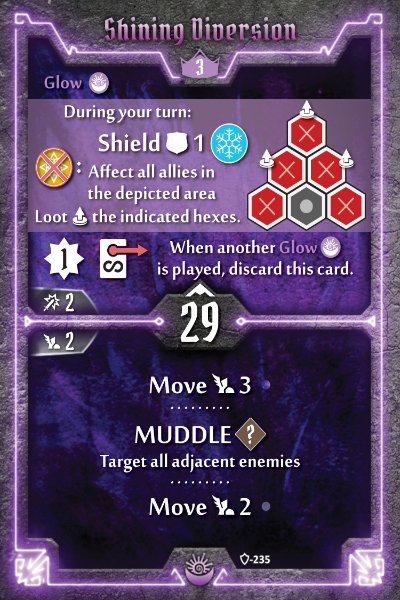 Shining Diversion
3
Glow
During your turn:
Shield 1
: Affect all allies in
the depicted area
Loot the indicated hexes.
1
When another Glow
is played, discard this card.
2
29
2
Move 3
MUDDLE ?
Target all adjacent enemies
Move 2
-235